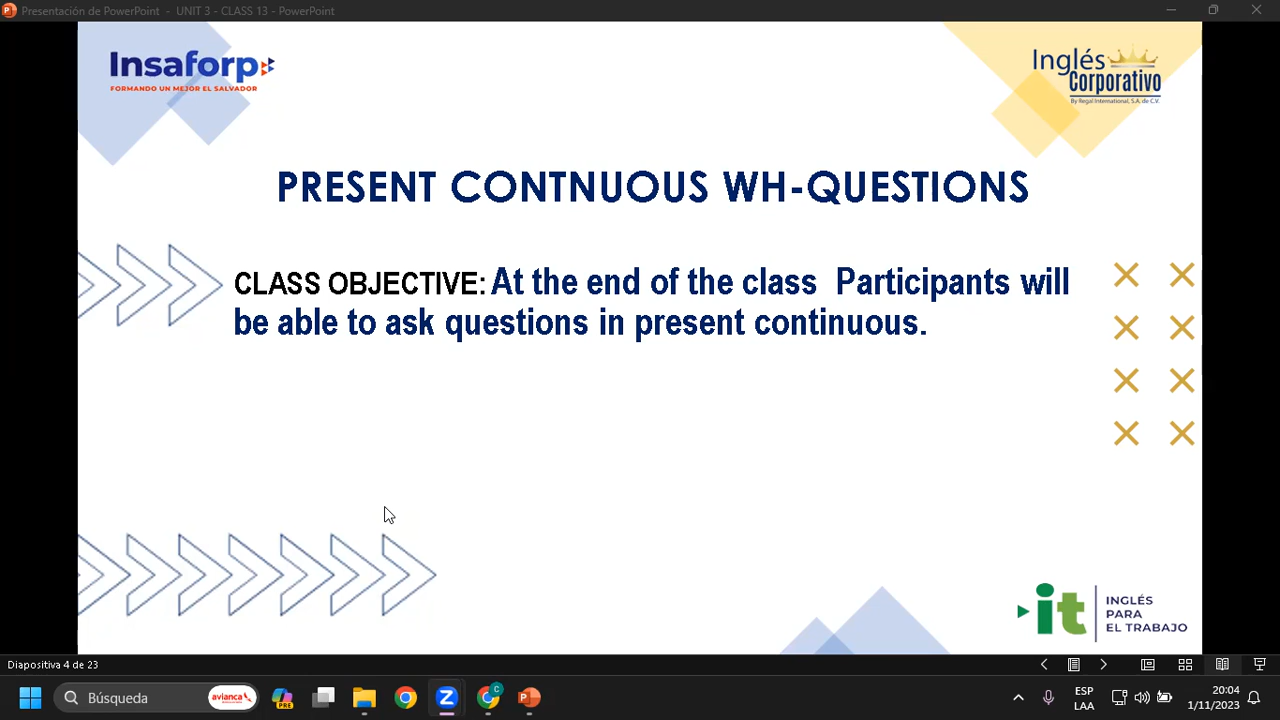 Presentación de PowerPoint - UNIT 3 - CLASS 13 - PowerPoint
Insaforp
FORMANDO UN MEJOR EL SALVADOR
Inglés
Corporativo
By Regal International, S.A. de C.V.
PRESENT CONTNUOUS WH-QUESTIONS
CLASS OBJECTIVE: At the end of the class Participants will
be able to ask questions in present continuous.
it
INGLÉS
PARA
EL TRABAJO
Diapositiva 4 de 23
Búsqueda
avianca
PRE
C
ESP
LAA
20:04
1/11/2023